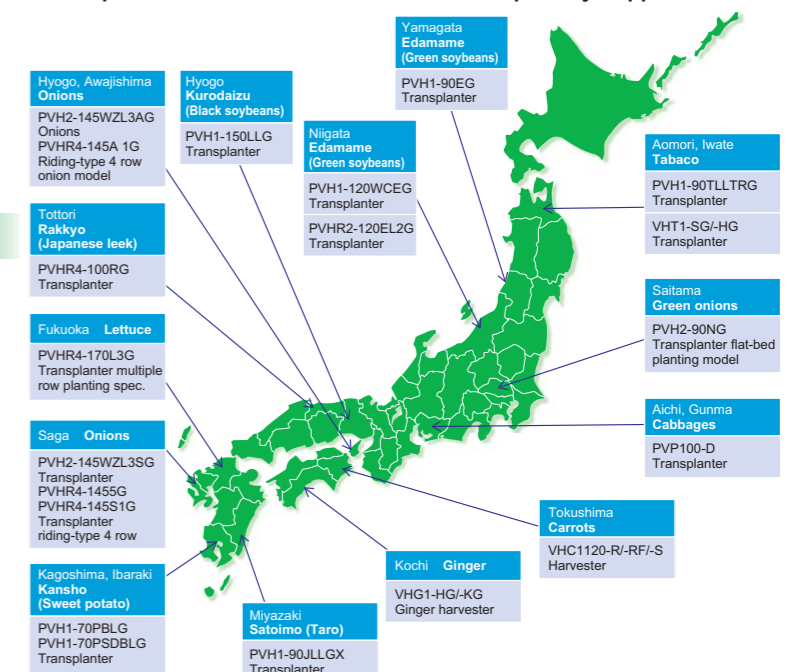 Yamagata
Edamame
(Green soybeans)
PVH1-90EG
Transplanter
Hyogo, Awajishima
Onions
PVH2-145WZL3AG
Onions
PVHR4-145A 1G
Riding-type 4 row
onion model
Hyogo
Kurodaizu
(Black soybeans)
PVH1-150LLG
Transplanter
Niigata
Edamame
(Green soybeans)
PVH1-120WCEG
Transplanter
PVHR2-120EL2G
Transplanter
Aomori, Iwate
Tabaco
PVH1-90TLLTRG
Transplanter
VHT1-SG/-HG
Transplanter
Tottori
Rakkyo
(Japanese leek)
PVHR4-100RG
Transplanter
Saitama
Green onions
PVH2-90NG
Transplanter flat-bed
planting model
Fukuoka Lettuce
PVHR4-170L3G
Transplanter multiple
row planting spec.
Aichi, Gunma
Cabbages
PVP100-D
Transplanter
Saga Onions
PVH2-145WZL3SG
Transplanter
PVHR4-1455G
PVHR4-145S1G
Transplanter
riding-type 4 row
Tokushima
Carrots
VHC1120-R/-RF/-S
Harvester
Kochi Ginger
VHG1-HG/-KG
Ginger harvester
Kagoshima, Ibaraki
Kansho
(Sweet potato)
PVH1-70PBLG
PVH1-70PSDBLG
Transplanter
Miyazaki
Satoimo (Taro)
PVH1-90JLLGX
Transplanter